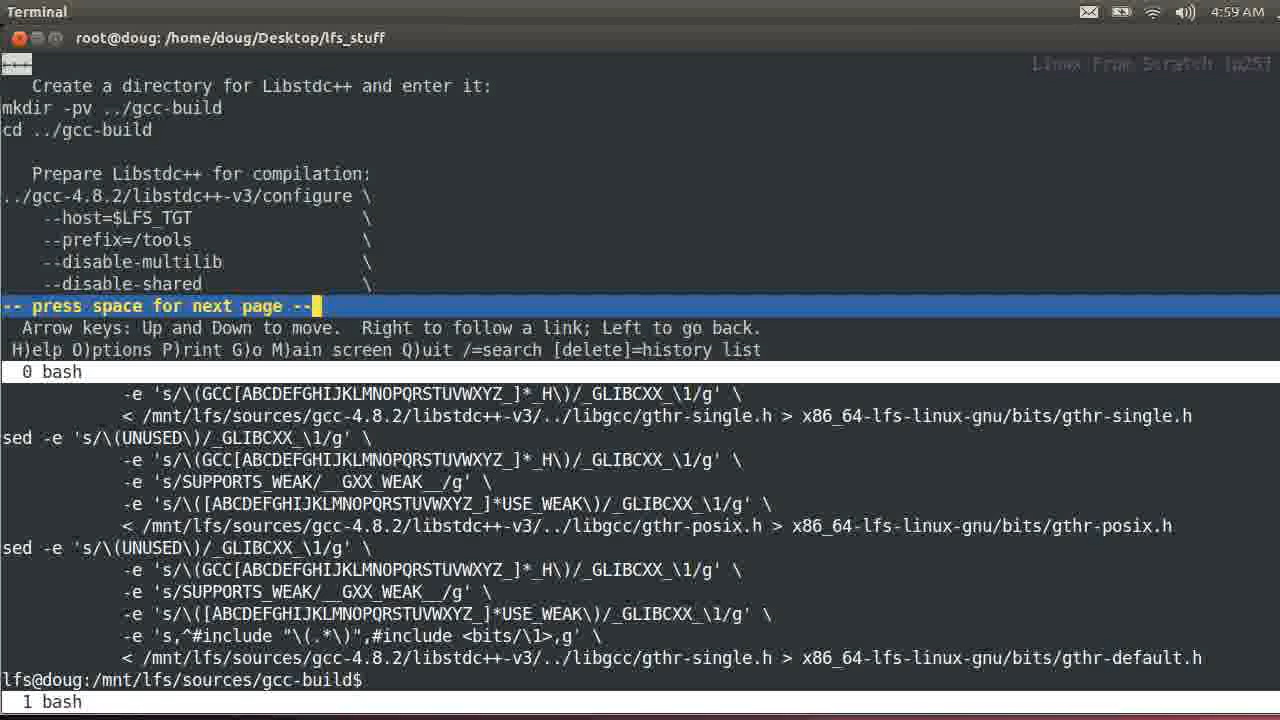 Terminal
4:59 AM
root@doug: /home/doug/Desktop/lfs_stuff
Linux From Scratch (p25)
Create a directory for Libstdc++ and enter it:
mkdir -pv ../gcc-build
cd ../gcc-build
Prepare Libstdc++ for compilation:
../gcc-4.8.2/libstdc++-v3/configure \
--host=$LFS_TGT \
--prefix=/tools \
--disable-multilib \
--disable-shared \
-- press space for next page --
Arrow keys: Up and Down to move.  Right to follow a link; Left to go back.
H)elp O)ptions P)rint G)o M)ain screen Q)uit /=search [delete]=history list
0 bash
-e 's/\(GCC[ABCDEFGHIJKLMNOPQRSTUVWXYZ_]*_H\)/_GLIBCXX_\1/g' \
< /mnt/lfs/sources/gcc-4.8.2/libstdc++-v3/../libgcc/gthr-single.h > x86_64-lfs-linux-gnu/bits/gthr-single.h
sed -e 's/\(UNUSED\)/_GLIBCXX_\1/g' \
-e 's/\(GCC[ABCDEFGHIJKLMNOPQRSTUVWXYZ_]*_H\)/_GLIBCXX_\1/g' \
-e 's/SUPPORTS_WEAK/__GXX_WEAK__/g' \
-e 's/\([ABCDEFGHIJKLMNOPQRSTUVWXYZ_]*USE_WEAK\)/_GLIBCXX_\1/g' \
< /mnt/lfs/sources/gcc-4.8.2/libstdc++-v3/../libgcc/gthr-posix.h > x86_64-lfs-linux-gnu/bits/gthr-posix.h
sed -e 's/\(UNUSED\)/_GLIBCXX_\1/g' \
-e 's/\(GCC[ABCDEFGHIJKLMNOPQRSTUVWXYZ_]*_H\)/_GLIBCXX_\1/g' \
-e 's/SUPPORTS_WEAK/__GXX_WEAK__/g' \
-e 's/\([ABCDEFGHIJKLMNOPQRSTUVWXYZ_]*USE_WEAK\)/_GLIBCXX_\1/g' \
-e 's,^#include "\(.*\)",#include <bits/\1>,g' \
< /mnt/lfs/sources/gcc-4.8.2/libstdc++-v3/../libgcc/gthr-single.h > x86_64-lfs-linux-gnu/bits/gthr-default.h
lfs@doug:/mnt/lfs/sources/gcc-build$
1 bash